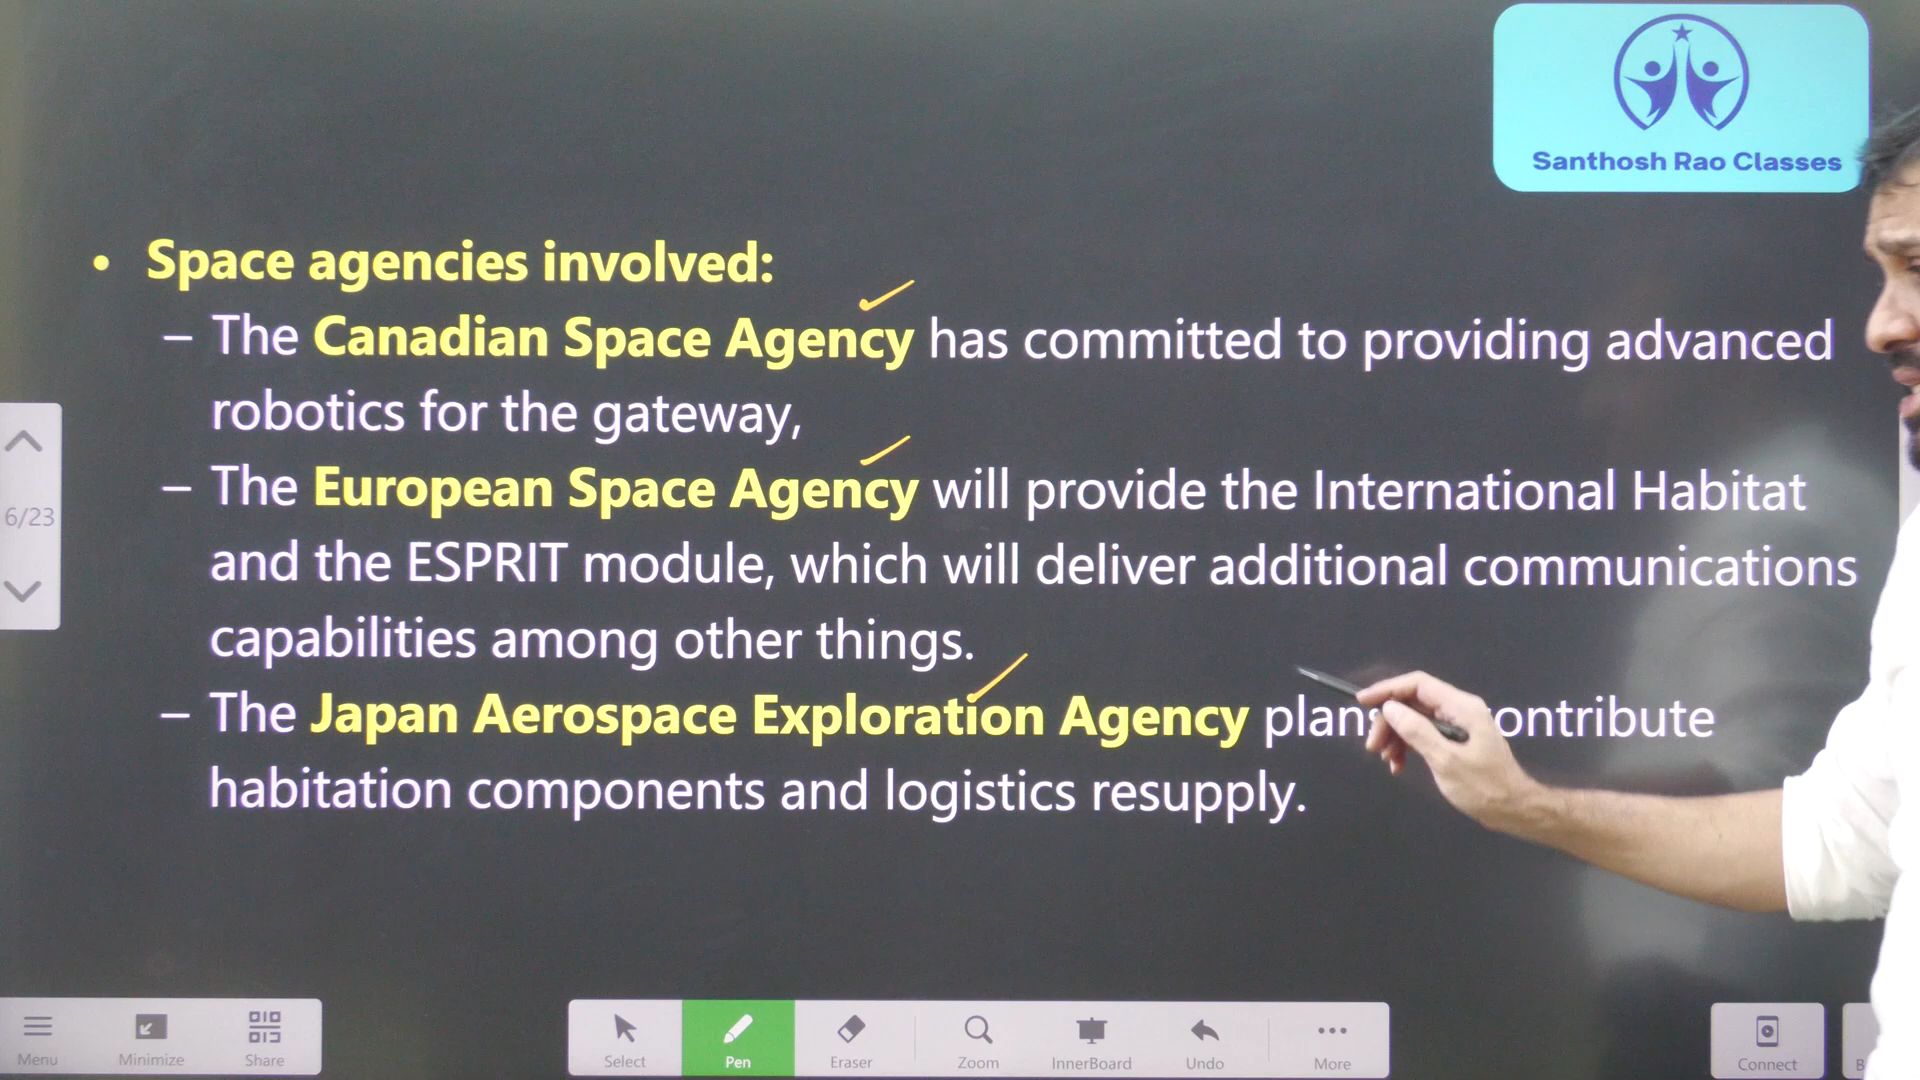 Santhosh Rao Classes
• Space agencies involved:
– The Canadian Space Agency has committed to providing advanced
robotics for the gateway,
– The European Space Agency will provide the International Habitat
and the ESPRIT module, which will deliver additional communications
capabilities among other things.
– The Japan Aerospace Exploration Agency plans contribute
habitation components and logistics resupply.
6/23
Menu Minimize Share Select Pen Eraser Zoom InnerBoard Undo More Connect